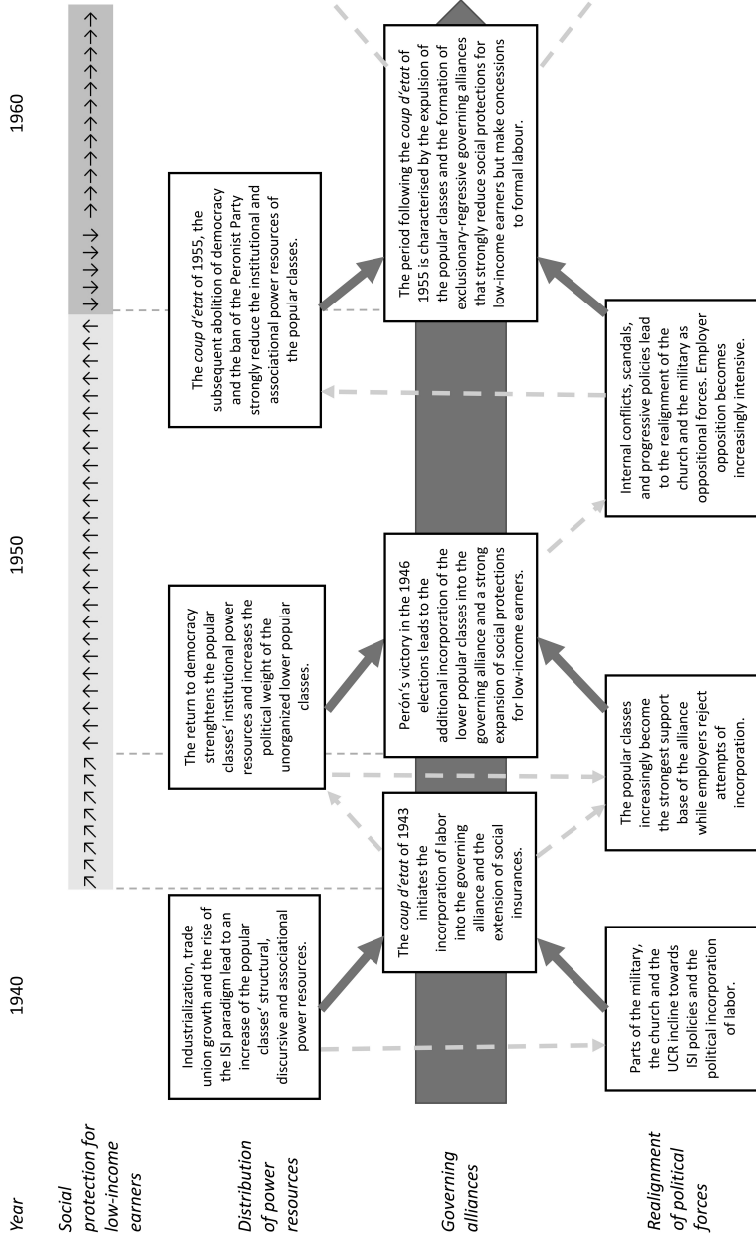 Year
1940
1950
1960
Social
protection for
low-income
earners
Distribution
of power
resources
Industrialization, trade
union growth and the rise of
the ISI paradigm lead to an
increase of the popular
classes' structural,
discursive and associational
power resources.
The return to democracy
strenghtens the popular
classes' institutional power
resources and increases the
political weight of the
unorganized lower popular
classes.
The coup d'etat of 1955, the
subsequent abolition of democracy
and the ban of the Peronist Party
strongly reduce the institutional and
associational power resources of
the popular classes.
Governing
alliances
The coup d'etat of 1943
initiates the
incorporation of labor
into the governing
alliance and the
extension of social
insurances.
Perón's victory in the 1946
elections leads to the
additional incorporation of the
lower popular classes into the
governing alliance and a strong
expansion of social protections
for low-income earners.
The period following the coup d'etat of
1955 is characterised by the expulsion of
the popular classes and the formation of
exclusionary-regressive governing alliances
that strongly reduce social protections for
low-income earners but make concessions
to formal labour.
Realignment
of political
forces
Parts of the military,
the church and the
UCR incline towards
ISI policies and the
political incorporation
of labor.
The popular classes
increasingly become
the strongest support
base of the alliance
while employers reject
attempts of
incorporation.
Internal conflicts, scandals,
and progressive policies lead
to the realignment of the
church and the military as
oppositional forces. Employer
opposition becomes
increasingly intensive.